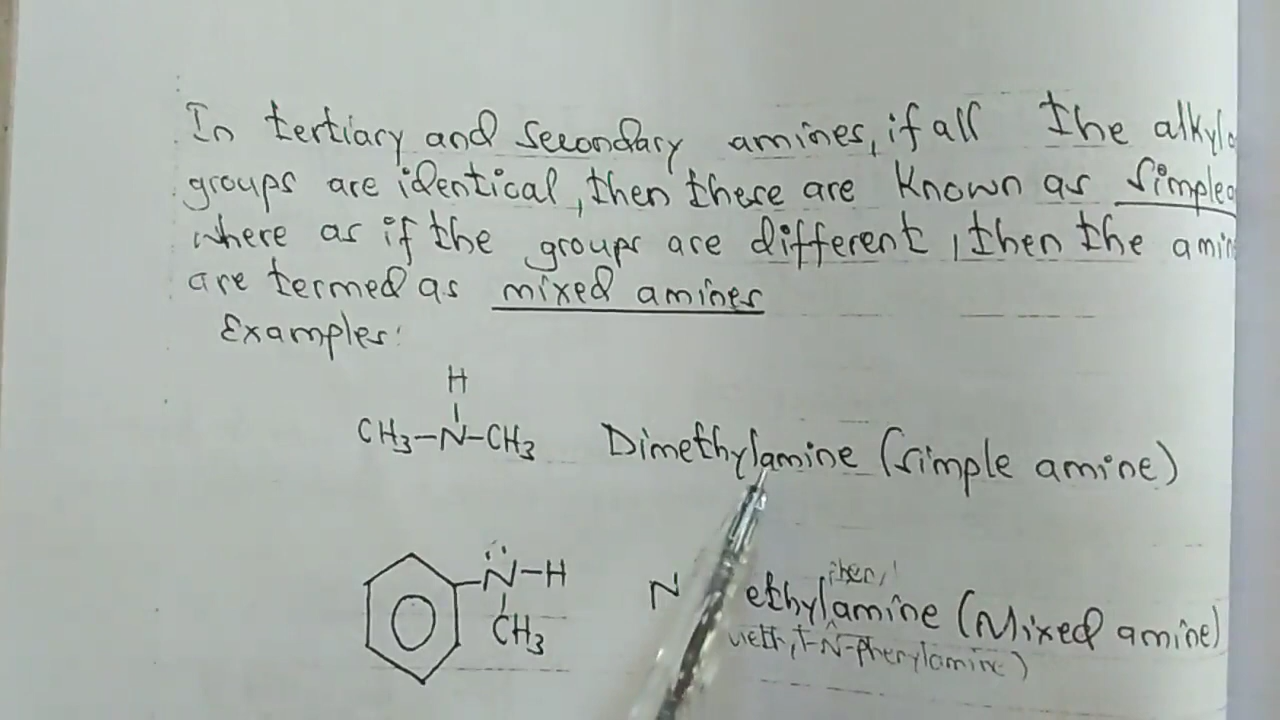 In tertiary and Secondary amines, if all the alkyl
groups are identical, then these are known as Simple
where as if the groups are different, then the amin
are termed as mixed amines
Examples:
H
CH3-N-CH3 Dimethylamine (simple amine)
N-H
CH3
N ethylamine (Mixed amine)
-N-phenylamine)